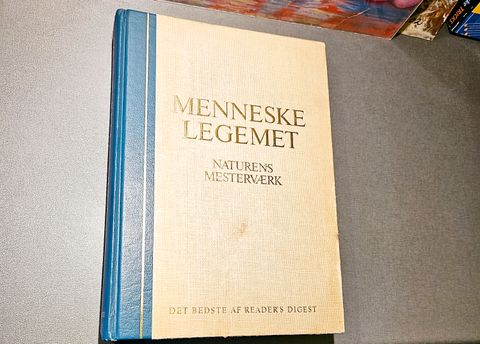 MENNESKE
LEGEMET
NATURENS
MESTERVÆRK
DET BEDSTE AF READER'S DIGEST